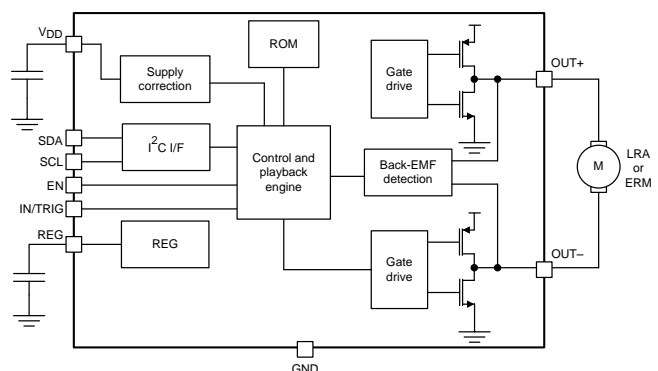 VDD
Supply
correction
ROM
Gate
drive
OUT+
SDA
SCL
I2C I/F
EN
IN/TRIG
Control and
playback
engine
Back-EMF
detection
M
LRA
or
ERM
REG
REG
Gate
drive
OUT–
GND